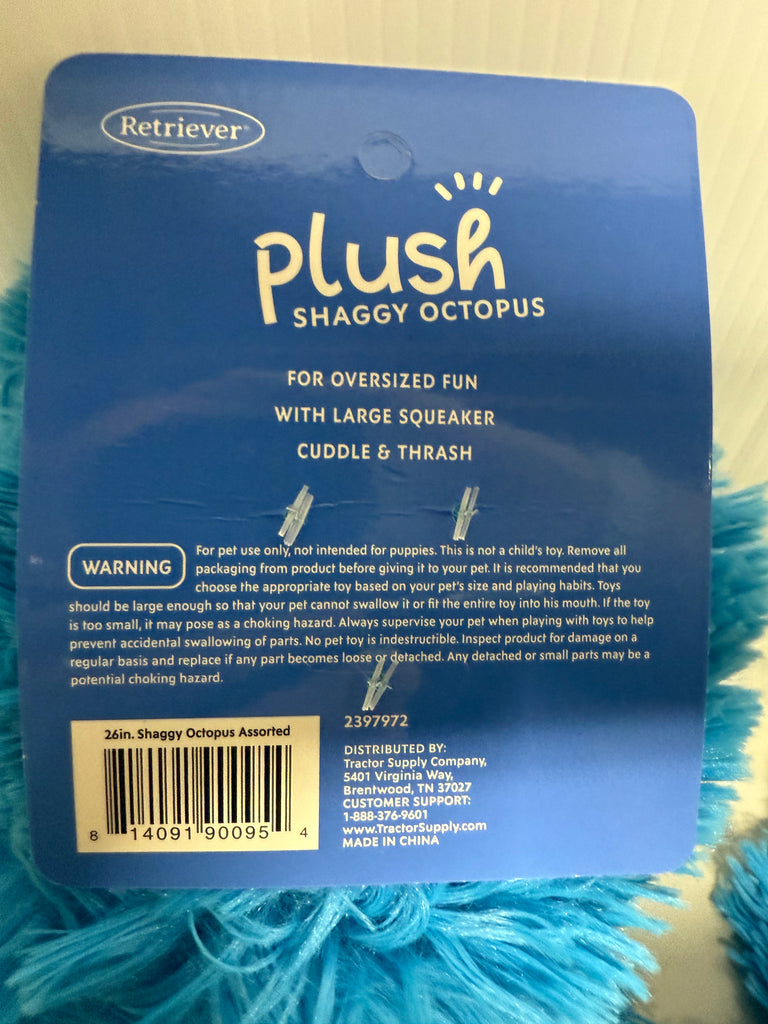 Retriever
plush
SHAGGY OCTOPUS
FOR OVERSIZED FUN
WITH LARGE SQUEAKER
CUDDLE & THRASH
WARNING
For pet use only, not intended for puppies. This is not a child's toy. Remove all
packaging from product before giving it to your pet. It is recommended that you
choose the appropriate toy based on your pet's size and playing habits. Toys
should be large enough so that your pet cannot swallow it or fit the entire toy into his mouth. If the toy
is too small, it may pose as a choking hazard. Always supervise your pet when playing with toys to help
prevent accidental swallowing of parts. No pet toy is indestructible. Inspect product for damage on a
regular basis and replace if any part becomes loose or detached. Any detached or small parts may be a
potential choking hazard.
26in. Shaggy Octopus Assorted
8 14091 90095 4
2397972
DISTRIBUTED BY:
Tractor Supply Company,
5401 Virginia Way,
Brentwood, TN 37027
CUSTOMER SUPPORT:
1-888-376-9601
www.TractorSupply.com
MADE IN CHINA